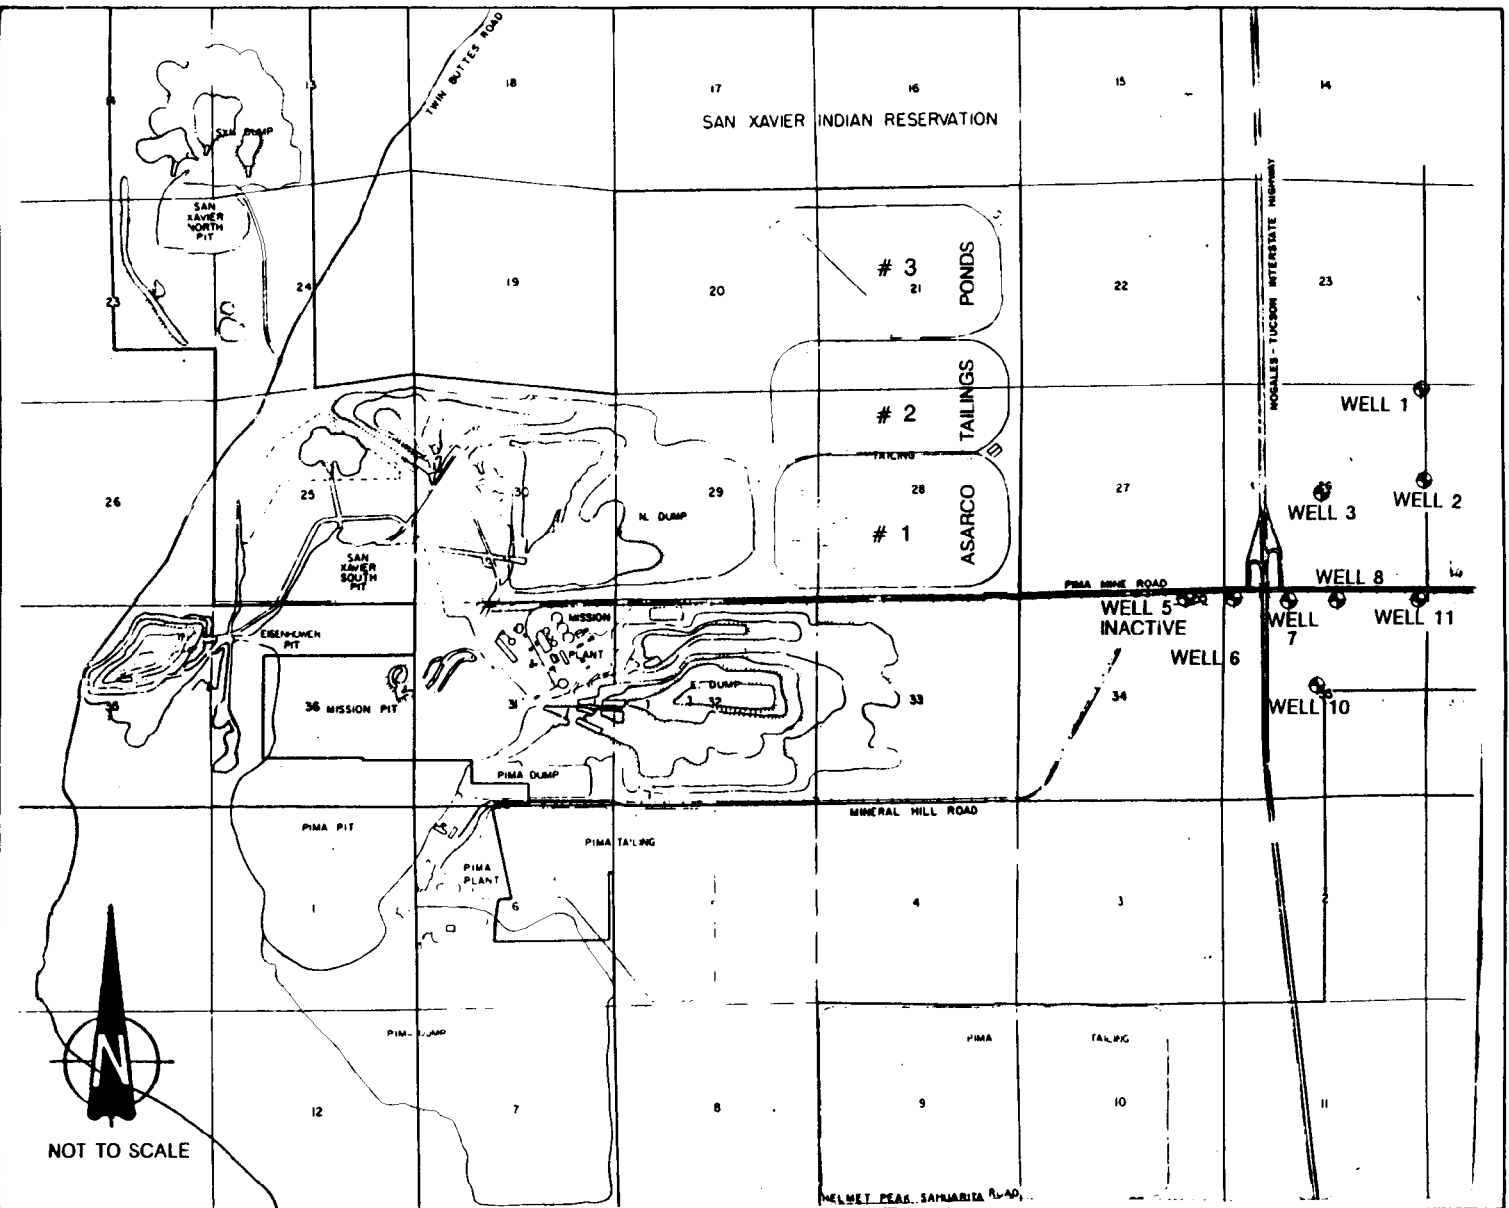 TWIN BUTTES ROAD
14
13
18
17
16
15
14
SAN XAVIER INDIAN RESERVATION
SAN
XAVIER
NORTH
PIT
23
24
19
20
# 3
21
PONDS
22
23
NOGALES - TUCSON INTERSTATE HIGHWAY
WELL 1
# 2
TAILINGS
TAILING
26
25
30
29
N. DUMP
28
# 1
ASARCO
27
WELL 3
WELL 2
SAN
XAVIER
SOUTH
PIT
PIMA MINE ROAD
WELL 8
WELL 5
INACTIVE
WELL 6
WELL
7
WELL 11
EISENHOWER
PIT
MISSION
PLANT
35
36 MISSION PIT
31
E. DUMP
32
33
34
WELL 10
PIMA DUMP
MINERAL HILL ROAD
PIMA PIT
PIMA TAILING
PIMA
PLANT
1
6
4
3
2
PIMA DUMP
PIMA
TAILING
12
7
8
9
10
11
N
NOT TO SCALE
HELMET PEAK SAHUARITA ROAD